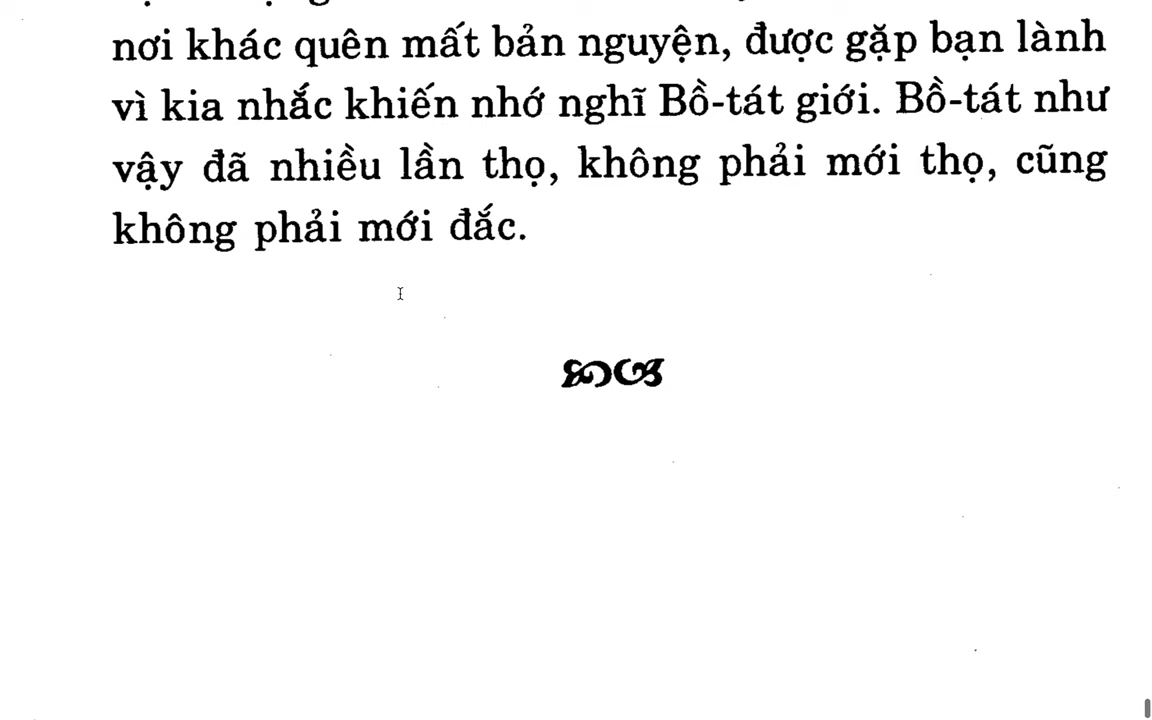 nơi khác quên mất bản nguyện, được gặp bạn lành
vì kia nhắc khiến nhớ nghĩ Bồ-tát giới. Bồ-tát như
vậy đã nhiều lần thọ, không phải mới thọ, cũng
không phải mới đắc.